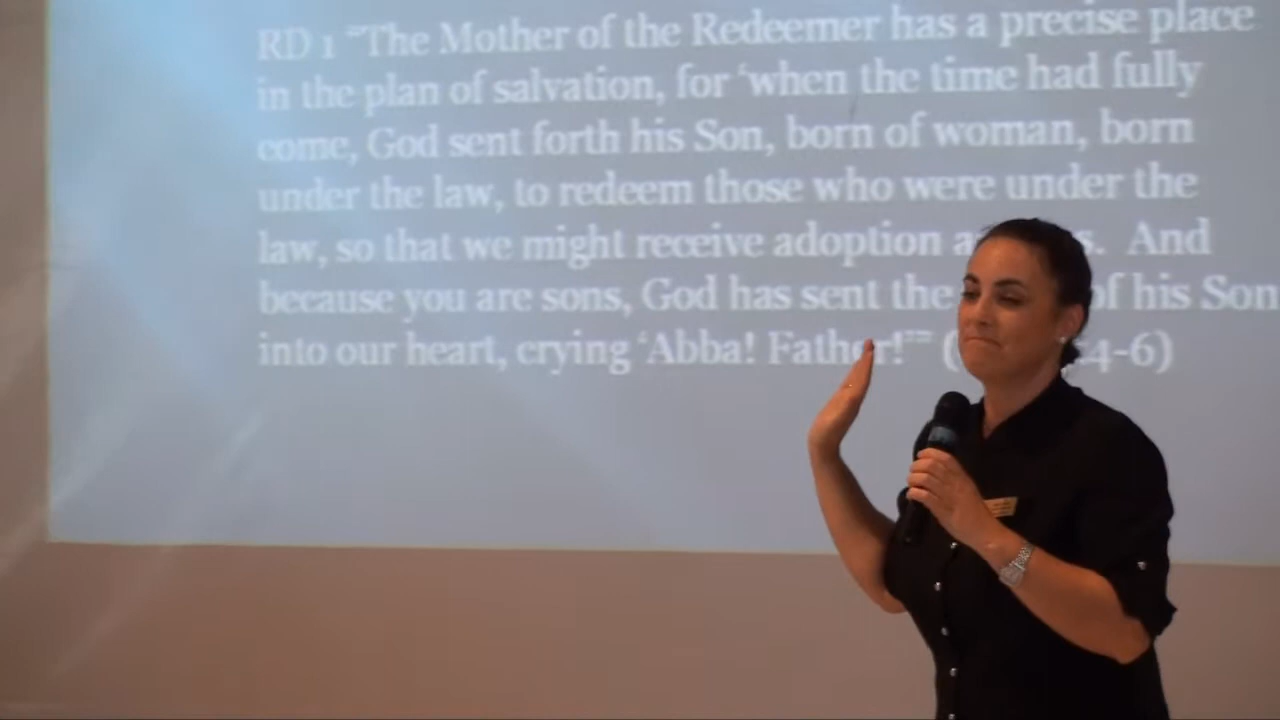 RD 1 "The Mother of the Redeemer has a precise place
in the plan of salvation, for 'when the time had fully
come, God sent forth his Son, born of woman, born
under the law, to redeem those who were under the
law, so that we might receive adoption a s. And
because you are sons, God has sent the of his Son
into our heart, crying 'Abba! Father!'" ( 4-6)